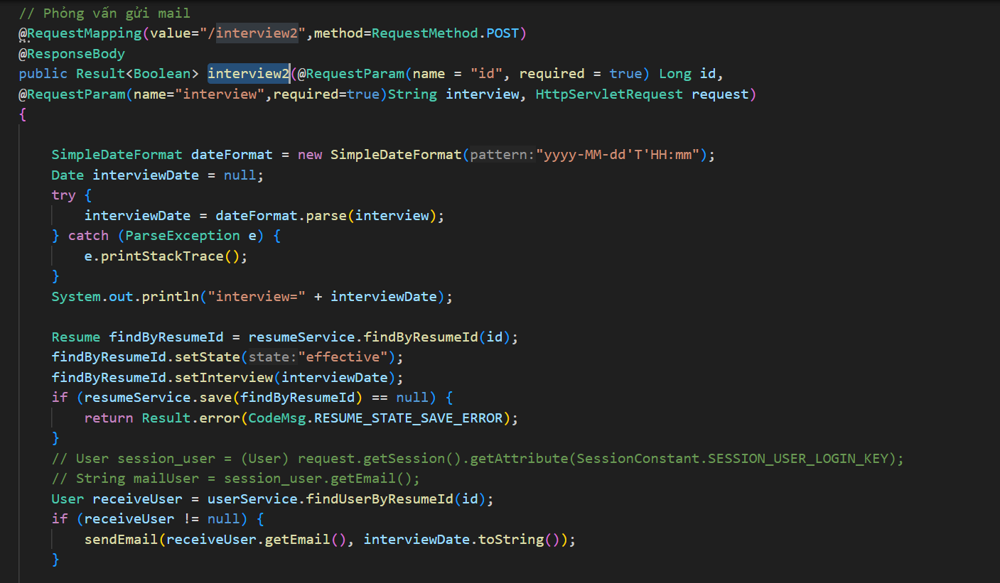 // Phỏng vấn gửi mail
@RequestMapping(value="/interview2",method=RequestMethod.POST)
@ResponseBody
public Result<Boolean> interview2(@RequestParam(name = "id", required = true) Long id,
@RequestParam(name="interview",required=true)String interview, HttpServletRequest request)
{
SimpleDateFormat dateFormat = new SimpleDateFormat(pattern:"yyyy-MM-dd'T'HH:mm");
Date interviewDate = null;
try {
interviewDate = dateFormat.parse(interview);
} catch (ParseException e) {
e.printStackTrace();
}
System.out.println("interview=" + interviewDate);
Resume findByResumeId = resumeService.findByResumeId(id);
findByResumeId.setState(state:"effective");
findByResumeId.setInterview(interviewDate);
if (resumeService.save(findByResumeId) == null) {
return Result.error(CodeMsg.RESUME_STATE_SAVE_ERROR);
}
// User session_user = (User) request.getSession().getAttribute(SessionConstant.SESSION_USER_LOGIN_KEY);
// String mailUser = session_user.getEmail();
User receiveUser = userService.findUserByResumeId(id);
if (receiveUser != null) {
sendEmail(receiveUser.getEmail(), interviewDate.toString());
}